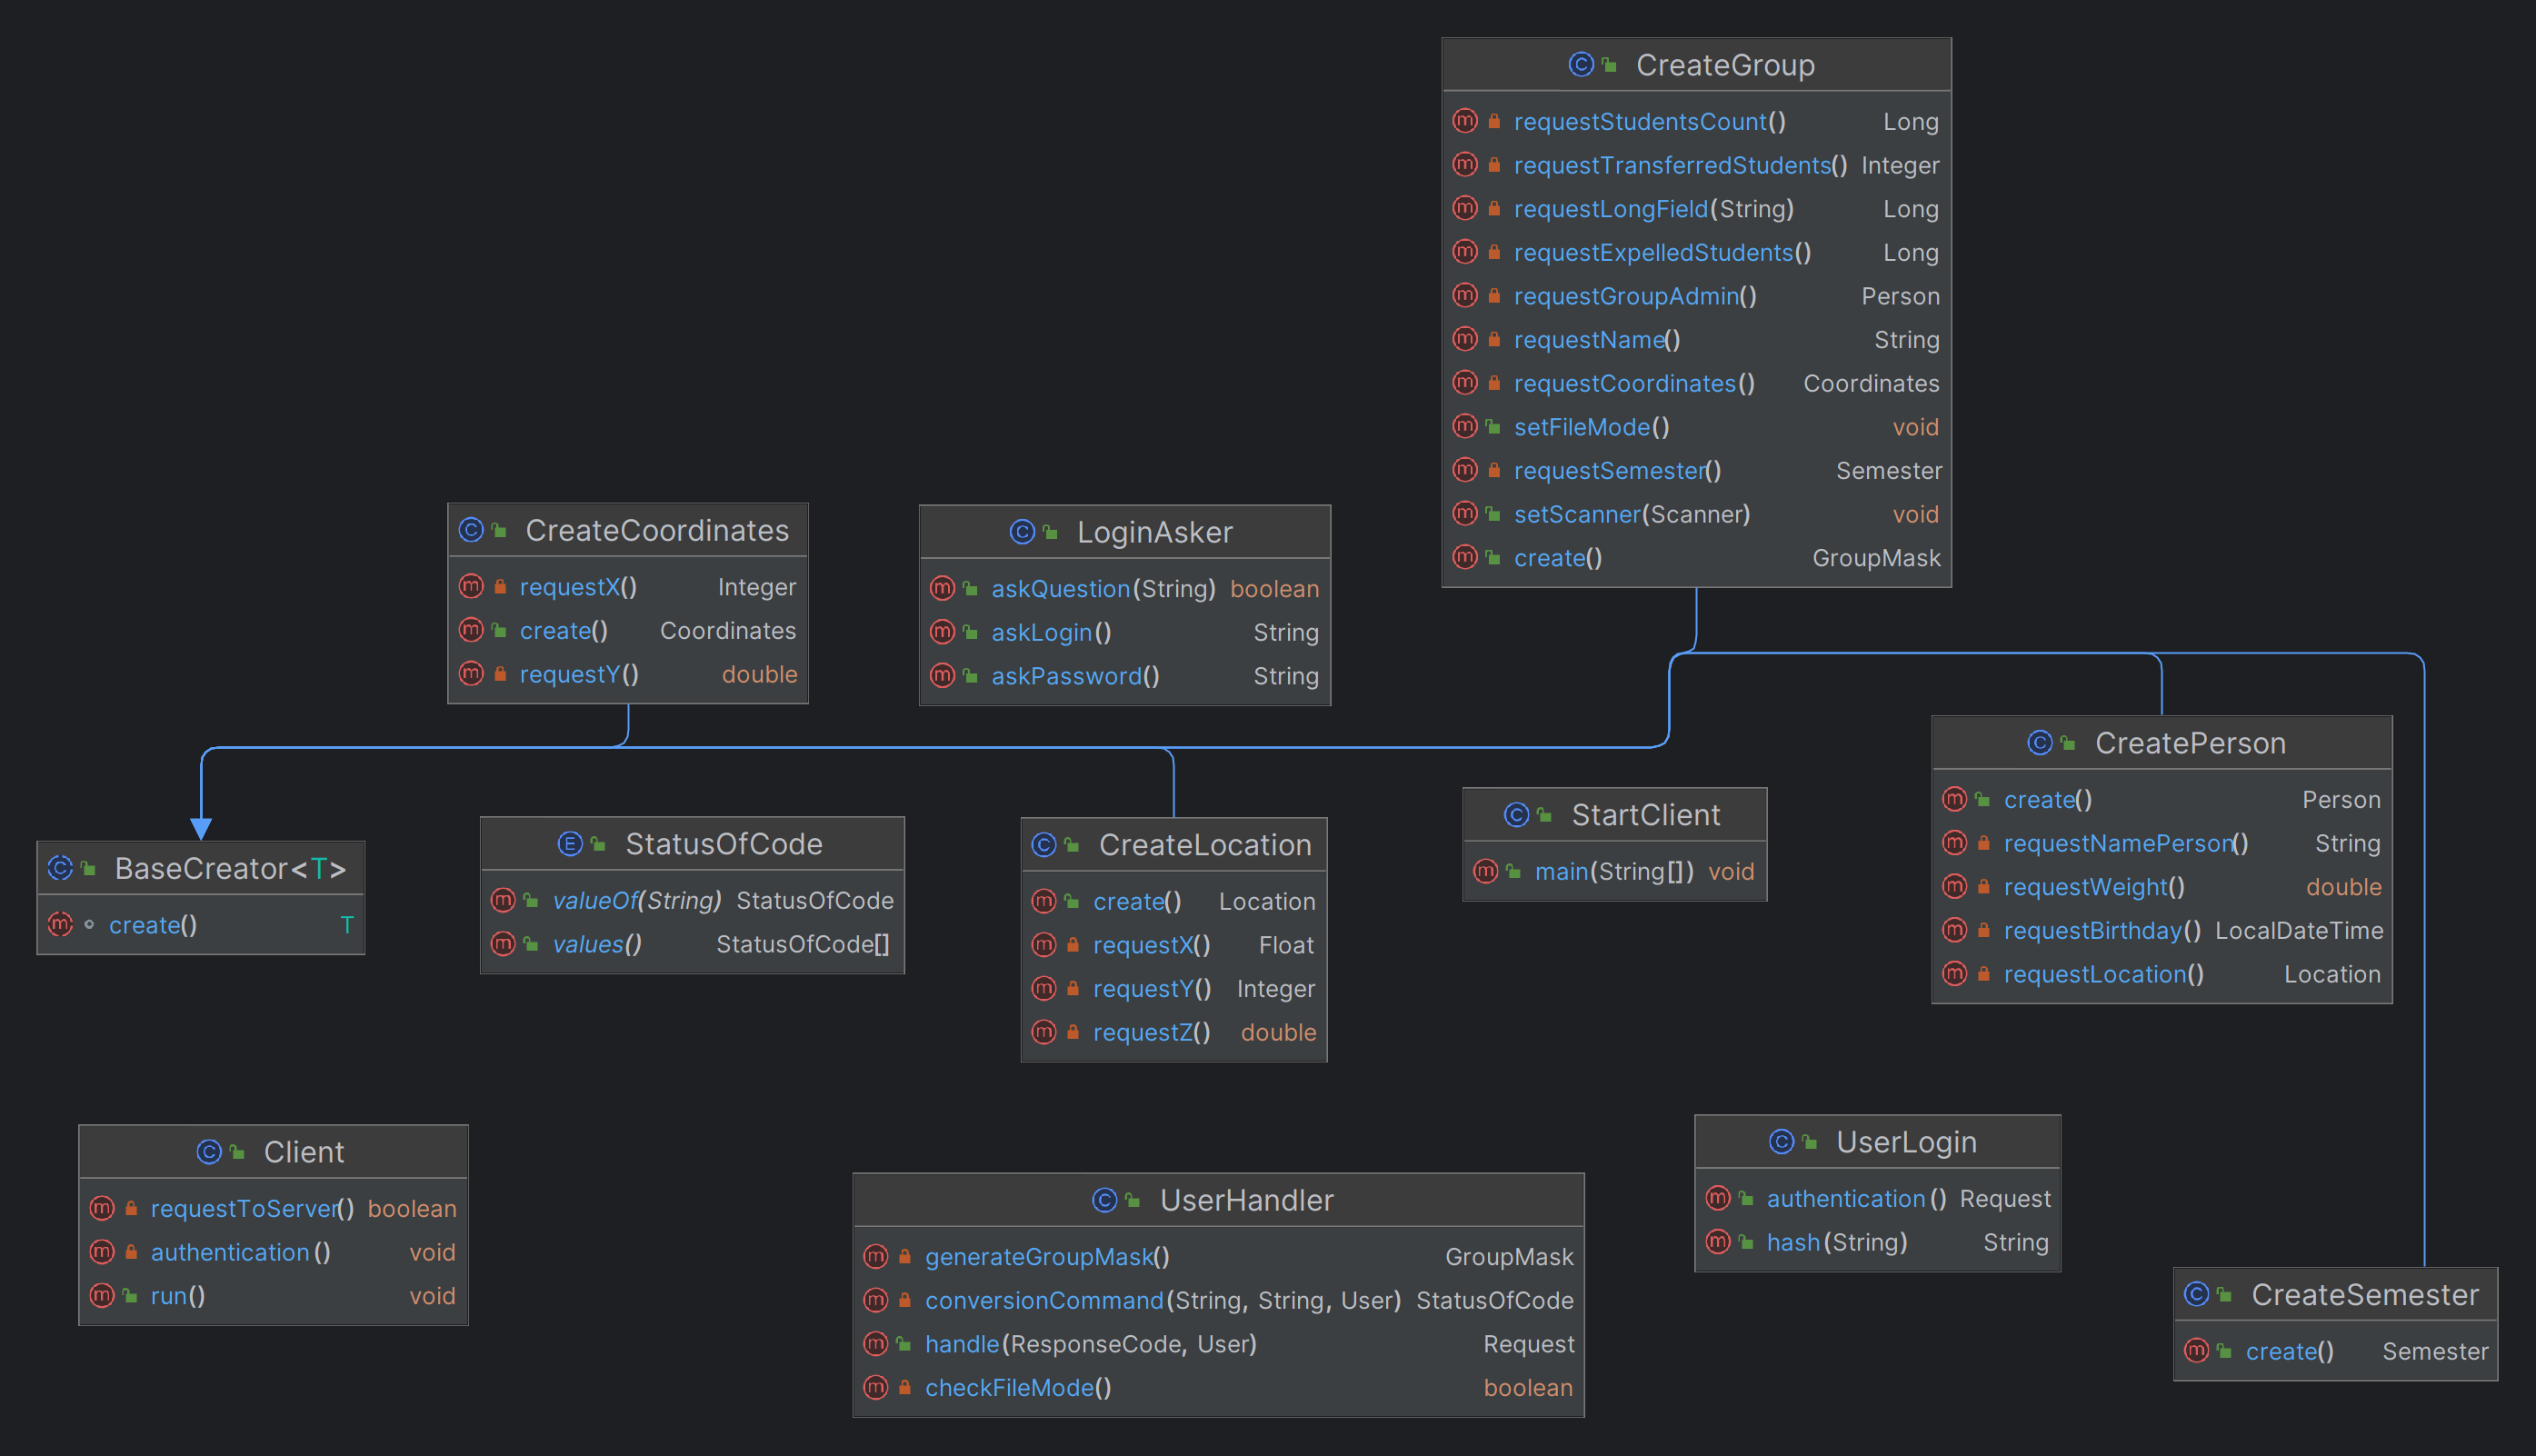 CreateGroup
requestStudentsCount() Long
requestTransferredStudents() Integer
requestLongField(String) Long
requestExpelledStudents() Long
requestGroupAdmin() Person
requestName() String
requestCoordinates() Coordinates
setFileMode() void
requestSemester() Semester
setScanner(Scanner) void
create() GroupMask
CreateCoordinates
requestX() Integer
create() Coordinates
requestY() double
LoginAsker
askQuestion(String) boolean
askLogin() String
askPassword() String
CreatePerson
create() Person
requestNamePerson() String
requestWeight() double
requestBirthday() LocalDateTime
requestLocation() Location
BaseCreator<T>
create() T
StatusOfCode
valueOf(String) StatusOfCode
values() StatusOfCode[]
CreateLocation
create() Location
requestX() Float
requestY() Integer
requestZ() double
StartClient
main(String[]) void
Client
requestToServer() boolean
authentication() void
run() void
UserHandler
generateGroupMask() GroupMask
conversionCommand(String, String, User) StatusOfCode
handle(ResponseCode, User) Request
checkFileMode() boolean
UserLogin
authentication() Request
hash(String) String
CreateSemester
create() Semester